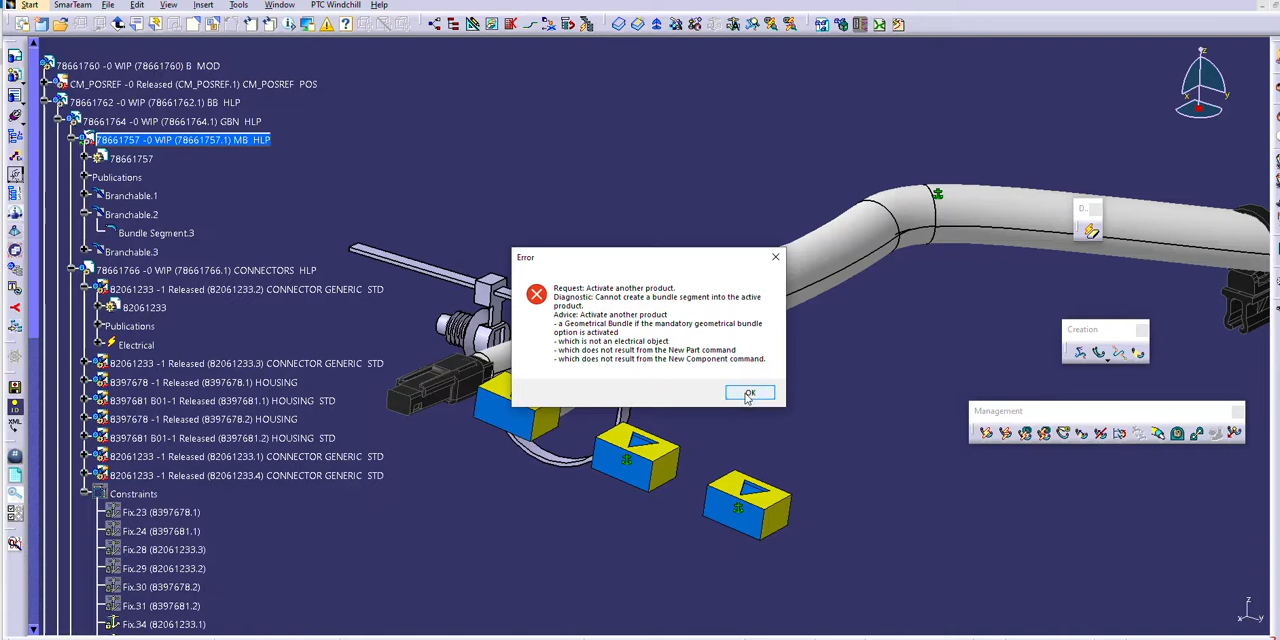 Start
SmarTeam
File
Edit
View
Insert
Tools
Window
PTC Windchill
Help
78661760 -0 WIP (78661760) B MOD
CM_POSREF -0 Released (CM_POSREF.1) CM_POSREF POS
78661762 -0 WIP (78661762.1) BB HLP
78661764 -0 WIP (78661764.1) GBN HLP
78661757 -0 WIP (78661757.1) MB HLP
78661757
Publications
Branchable.1
Branchable.2
Bundle Segment.3
Branchable.3
78661766 -0 WIP (78661766.1) CONNECTORS HLP
82061233 -1 Released (82061233.2) CONNECTOR GENERIC STD
82061233
Publications
Electrical
82061233 -1 Released (82061233.3) CONNECTOR GENERIC STD
8397678 -1 Released (8397678.1) HOUSING
8397681 B01-1 Released (8397681.1) HOUSING STD
8397678 -1 Released (8397678.2) HOUSING
8397681 B01-1 Released (8397681.2) HOUSING STD
82061233 -1 Released (82061233.1) CONNECTOR GENERIC STD
82061233 -1 Released (82061233.4) CONNECTOR GENERIC STD
Constraints
Fix.23 (8397678.1)
Fix.24 (8397681.1)
Fix.28 (82061233.3)
Fix.29 (82061233.2)
Fix.30 (8397678.2)
Fix.31 (8397681.2)
Fix.34 (82061233.1)
Error
Request: Activate another product.
Diagnostic: Cannot create a bundle segment into the active
product.
Advice: Activate another product
- a Geometrical Bundle if the mandatory geometrical bundle
option is activated
- which is not an electrical object
- which does not result from the New Part command
- which does not result from the New Component command.
OK
D..
Creation
Management
z
x
y
z
x
y
XML